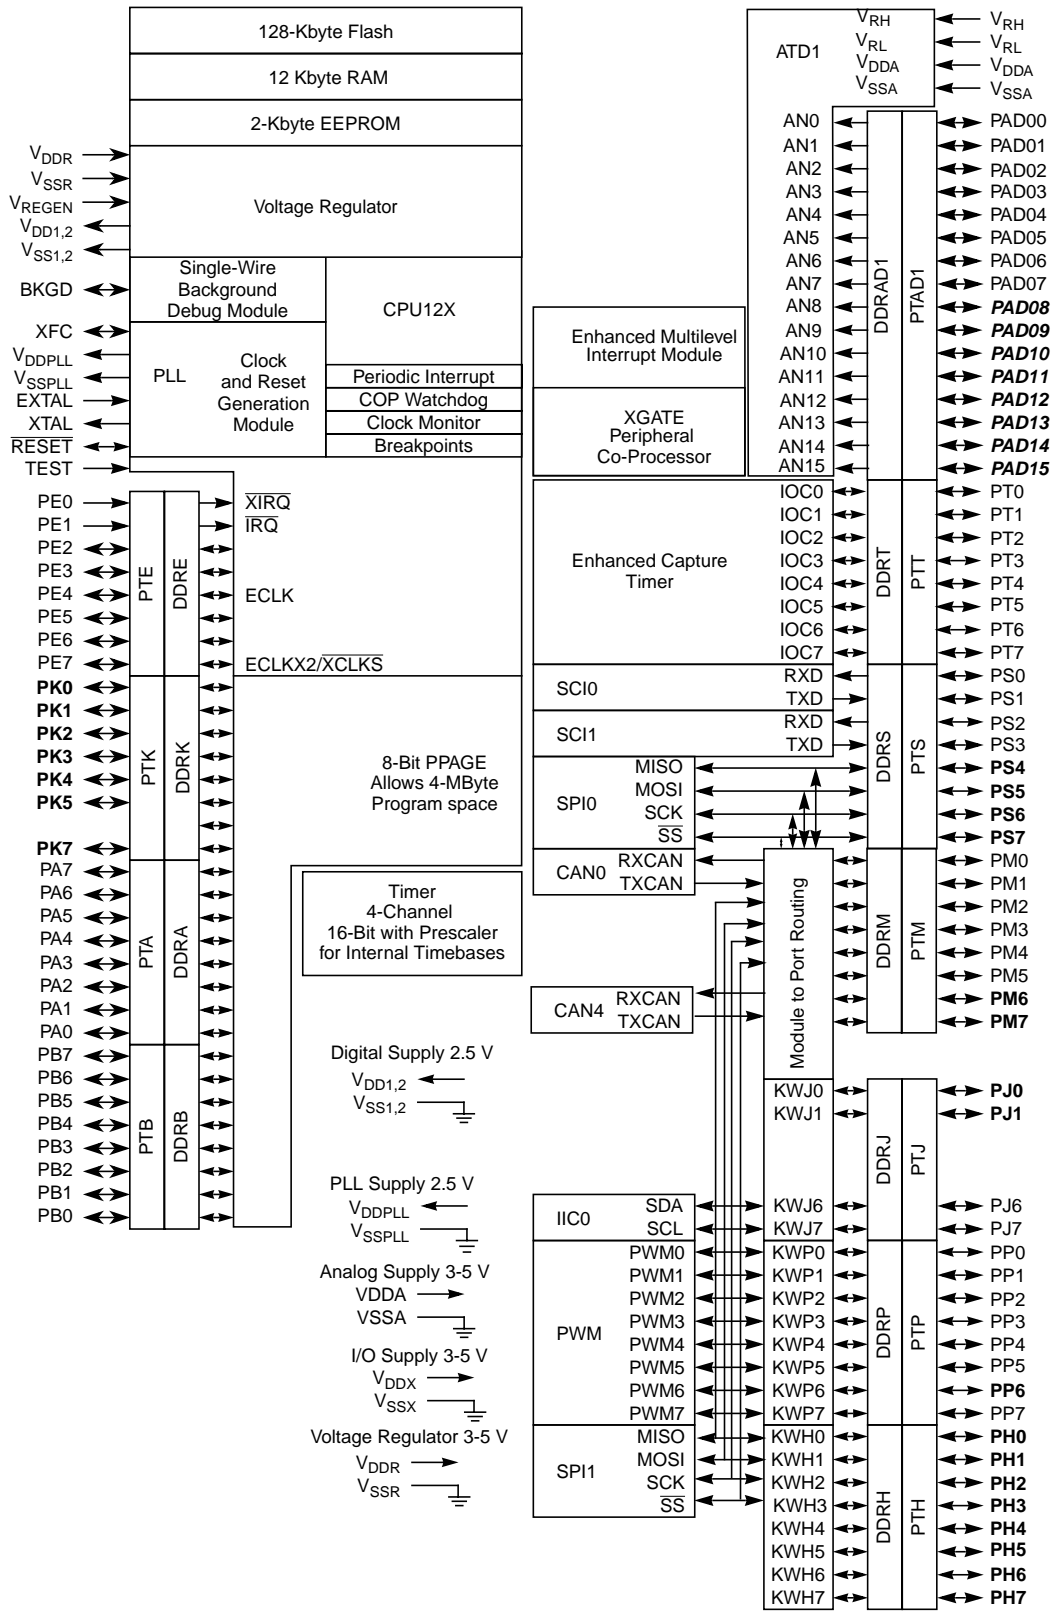 128-Kbyte Flash
12 Kbyte RAM
2-Kbyte EEPROM
VDDR
VSSR
VREGEN
VDD1,2
VSS1,2
Voltage Regulator
BKGD
Single-Wire
Background
Debug Module
CPU12X
XFC
VDDPLL
VSSPLL
EXTAL
XTAL
RESET
TEST
PLL
Clock
and Reset
Generation
Module
Periodic Interrupt
COP Watchdog
Clock Monitor
Breakpoints
PE0
PE1
PE2
PE3
PE4
PE5
PE6
PE7
PTE
DDRE
XIRQ
IRQ
ECLK
ECLKX2/XCLKS
PK0
PK1
PK2
PK3
PK4
PK5
PK7
PTK
DDRK
8-Bit PPAGE
Allows 4-MByte
Program space
PA7
PA6
PA5
PA4
PA3
PA2
PA1
PA0
PTA
DDRA
Timer
4-Channel
16-Bit with Prescaler
for Internal Timebases
PB7
PB6
PB5
PB4
PB3
PB2
PB1
PB0
PTB
DDRB
Digital Supply 2.5 V
VDD1,2
VSS1,2
PLL Supply 2.5 V
VDDPLL
VSSPLL
Analog Supply 3-5 V
VDDA
VSSA
I/O Supply 3-5 V
VDDX
VSSX
Voltage Regulator 3-5 V
VDDR
VSSR
ATD1
VRH
VRL
VDDA
VSSA
VRH
VRL
VDDA
VSSA
AN0
AN1
AN2
AN3
AN4
AN5
AN6
AN7
AN8
AN9
AN10
AN11
AN12
AN13
AN14
AN15
DDRAD1
PTAD1
PAD00
PAD01
PAD02
PAD03
PAD04
PAD05
PAD06
PAD07
PAD08
PAD09
PAD10
PAD11
PAD12
PAD13
PAD14
PAD15
Enhanced Multilevel
Interrupt Module
XGATE
Peripheral
Co-Processor
Enhanced Capture
Timer
IOC0
IOC1
IOC2
IOC3
IOC4
IOC5
IOC6
IOC7
DDRT
PTT
PT0
PT1
PT2
PT3
PT4
PT5
PT6
PT7
SCI0
RXD
TXD
SCI1
RXD
TXD
SPI0
MISO
MOSI
SCK
SS
DDRS
PTS
PS0
PS1
PS2
PS3
PS4
PS5
PS6
PS7
CAN0
RXCAN
TXCAN
CAN4
RXCAN
TXCAN
Module to Port Routing
DDRM
PTM
PM0
PM1
PM2
PM3
PM4
PM5
PM6
PM7
KWJ0
KWJ1
KWJ6
KWJ7
DDRJ
PTJ
PJ0
PJ1
PJ6
PJ7
IIC0
SDA
SCL
PWM
PWM0
PWM1
PWM2
PWM3
PWM4
PWM5
PWM6
PWM7
KWP0
KWP1
KWP2
KWP3
KWP4
KWP5
KWP6
KWP7
DDRP
PTP
PP0
PP1
PP2
PP3
PP4
PP5
PP6
PP7
SPI1
MISO
MOSI
SCK
SS
KWH0
KWH1
KWH2
KWH3
KWH4
KWH5
KWH6
KWH7
DDRH
PTH
PH0
PH1
PH2
PH3
PH4
PH5
PH6
PH7